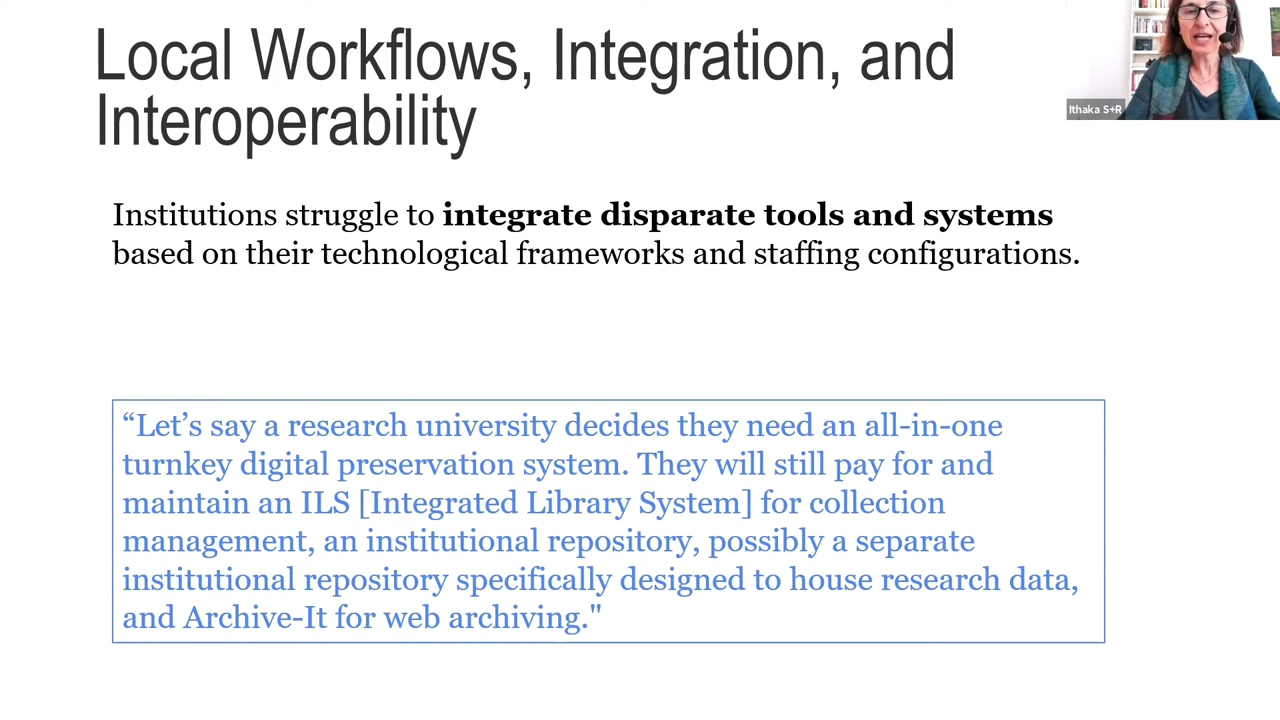 Local Workflows, Integration, and
Interoperability
Ithaka S+R
Institutions struggle to integrate disparate tools and systems
based on their technological frameworks and staffing configurations.
“Let’s say a research university decides they need an all-in-one
turnkey digital preservation system. They will still pay for and
maintain an ILS [Integrated Library System] for collection
management, an institutional repository, possibly a separate
institutional repository specifically designed to house research data,
and Archive-It for web archiving."